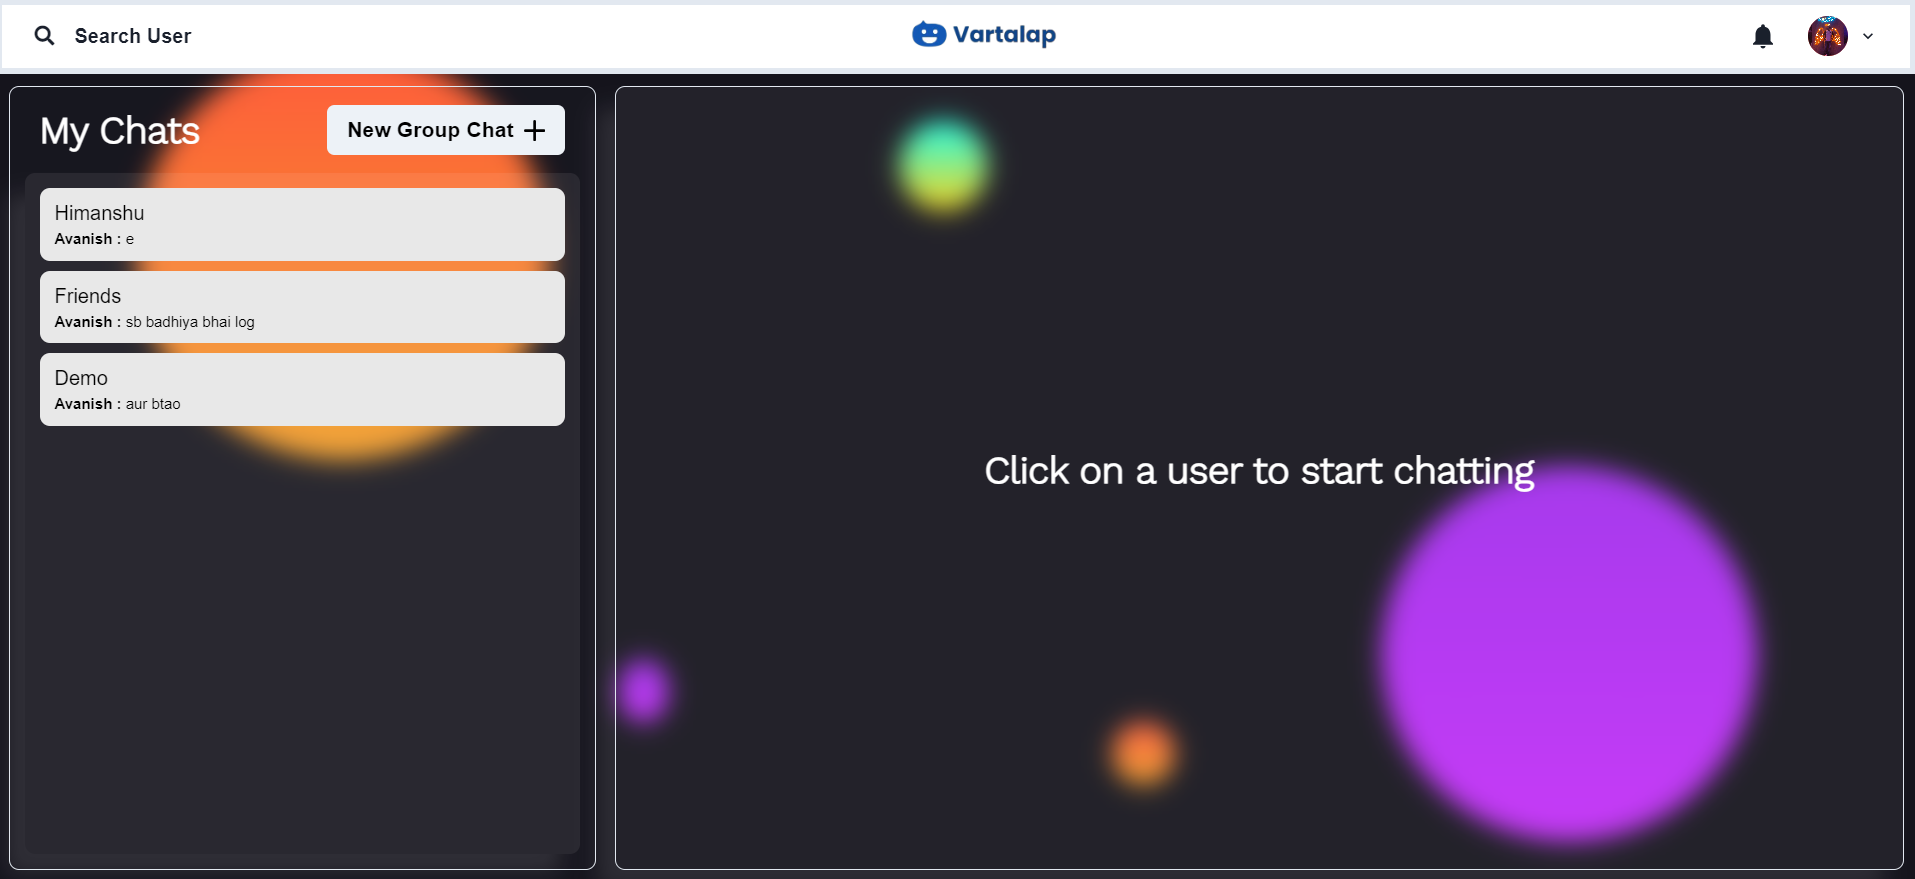 Search User
Vartalap
My Chats
New Group Chat
Himanshu
Avanish : e
Friends
Avanish : sb badhiya bhai log
Demo
Avanish : aur btao
Click on a user to start chatting